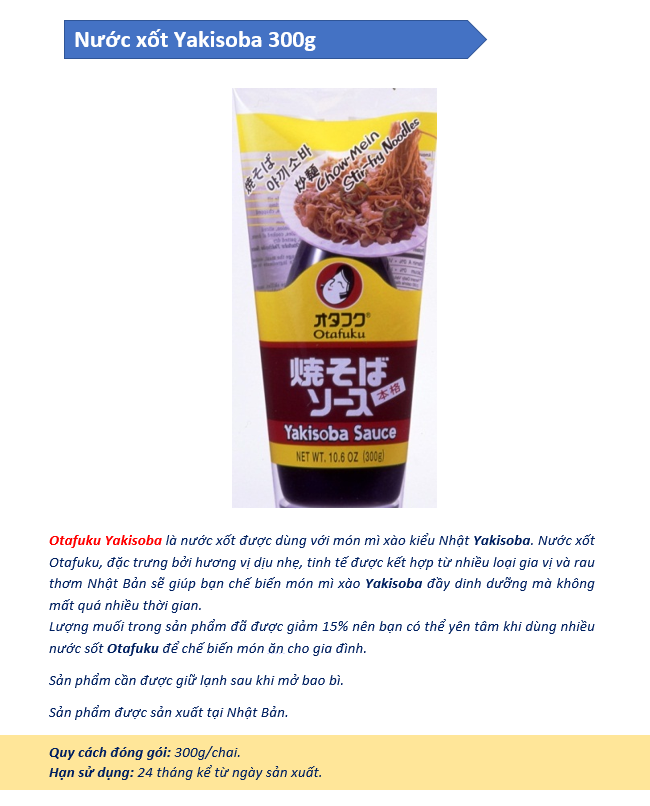 Nước xốt Yakisoba 300g
焼そば
야끼소바
炒麵
Chow-Mein
Stir-fry Noodles
オタフク®
Otafuku
焼そば
ソース
本格
Yakisoba Sauce
NET WT. 10.6 OZ (300g)
Otafuku Yakisoba là nước xốt được dùng với món mì xào kiểu Nhật Yakisoba. Nước xốt
Otafuku, đặc trưng bởi hương vị dịu nhẹ, tinh tế được kết hợp từ nhiều loại gia vị và rau
thơm Nhật Bản sẽ giúp bạn chế biến món mì xào Yakisoba đầy dinh dưỡng mà không
mất quá nhiều thời gian.
Lượng muối trong sản phẩm đã được giảm 15% nên bạn có thể yên tâm khi dùng nhiều
nước sốt Otafuku để chế biến món ăn cho gia đình.
Sản phẩm cần được giữ lạnh sau khi mở bao bì.
Sản phẩm được sản xuất tại Nhật Bản.
Quy cách đóng gói: 300g/chai.
Hạn sử dụng: 24 tháng kể từ ngày sản xuất.